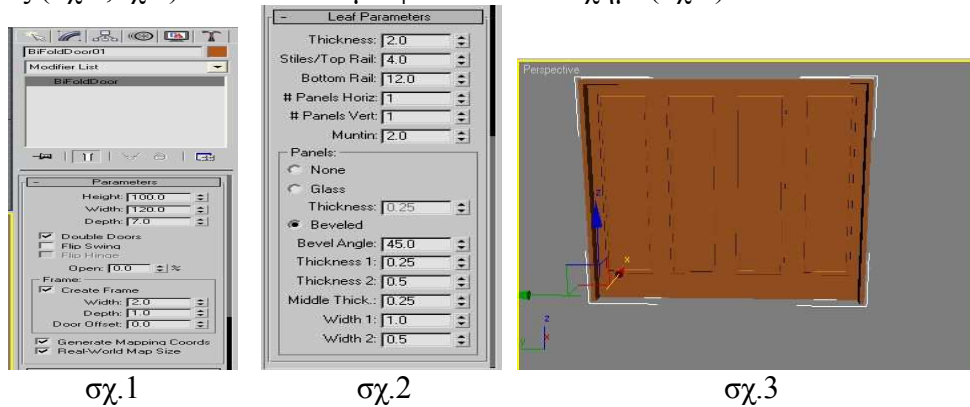 BiFoldDoor01
Modifier List
BiFoldDoor
Parameters
Height: 100.0
Width: 120.0
Depth: 7.0
Double Doors
Flip Swing
Flip Hinge
Open: 0.0 %
Frame:
Create Frame
Width: 2.0
Depth: 1.0
Door Offset: 0.0
Generate Mapping Coords
Real-World Map Size
σχ.1
Leaf Parameters
Thickness: 2.0
Stiles/Top Rail: 4.0
Bottom Rail: 12.0
# Panels Horiz: 1
# Panels Vert: 1
Muntin: 2.0
Panels:
None
Glass
Thickness: 0.25
Beveled
Bevel Angle: 45.0
Thickness 1: 0.25
Thickness 2: 0.5
Middle Thick.: 0.25
Width 1: 1.0
Width 2: 0.5
σχ.2
Perspective
z
x
z
y
x
σχ.3